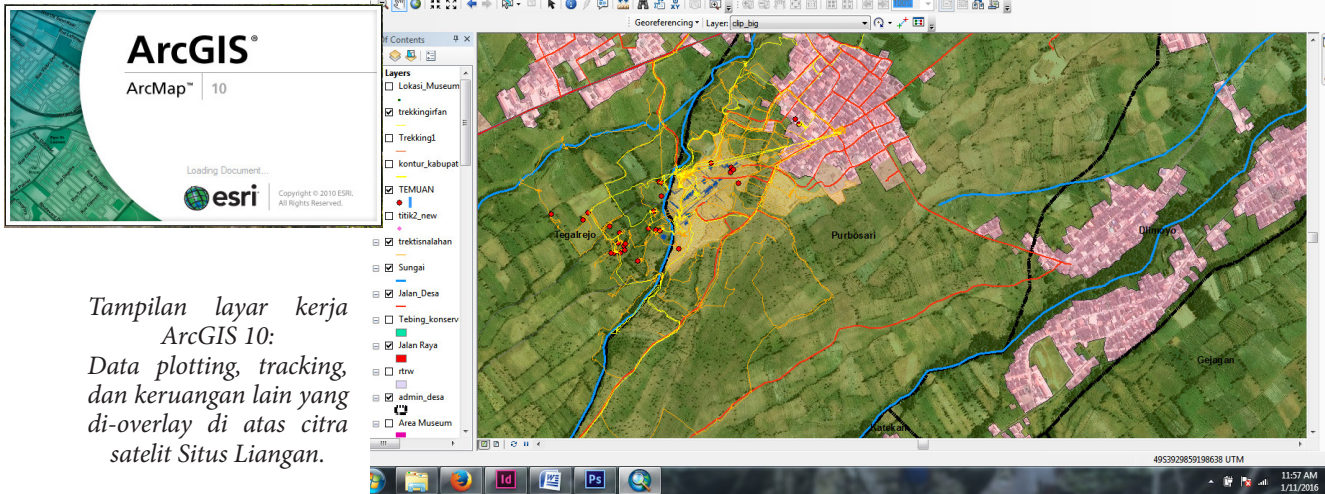 ArcGIS®
ArcMap™ 10
Loading Document...
esri
Copyright © 2010 ESRI.
All Rights Reserved.
Tampilan layar kerja
ArcGIS 10:
Data plotting, tracking,
dan keruangan lain yang
di-overlay di atas citra
satelit Situs Liangan.
Georeferencing Layer: clip_big
Of Contents
Layers
Lokasi_Museum
trekkingirfan
Trekking1
kontur_kabupat
TEMUAN
titik2_new
trektisnalahan
Sungai
Jalan_Desa
Tebing_konserv
Jalan Raya
rtrw
admin_desa
Area Museum
Tegalrejo
Purbosari
Gejagan
Katekan
49S3929859198638 UTM
Id
Ps
11:57 AM
1/11/2016